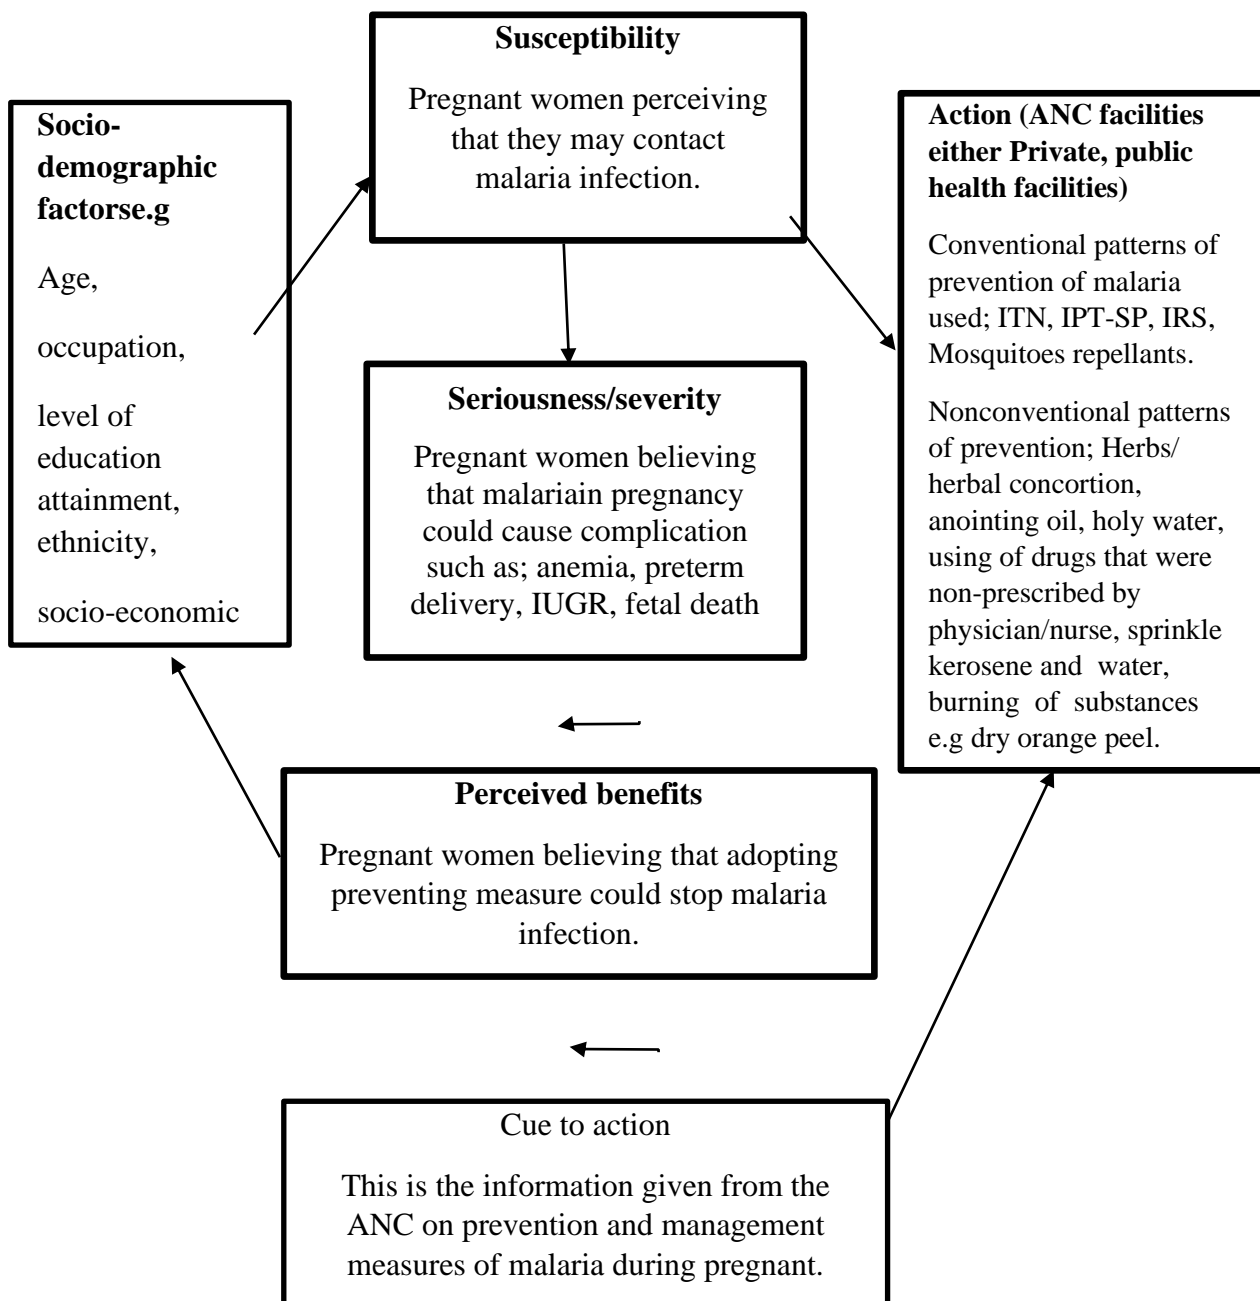 Susceptibility
Pregnant women perceiving
that they may contact
malaria infection.
Socio-
demographic
factorse.g
Age,
occupation,
level of
education
attainment,
ethnicity,
socio-economic
Action (ANC facilities
either Private, public
health facilities)
Conventional patterns of
prevention of malaria
used; ITN, IPT-SP, IRS,
Mosquitoes repellants.
Nonconventional patterns
of prevention; Herbs/
herbal concortion,
anointing oil, holy water,
using of drugs that were
non-prescribed by
physician/nurse, sprinkle
kerosene and water,
burning of substances
e.g dry orange peel.
Seriousness/severity
Pregnant women believing
that malariain pregnancy
could cause complication
such as; anemia, preterm
delivery, IUGR, fetal death
Perceived benefits
Pregnant women believing that adopting
preventing measure could stop malaria
infection.
Cue to action
This is the information given from the
ANC on prevention and management
measures of malaria during pregnant.